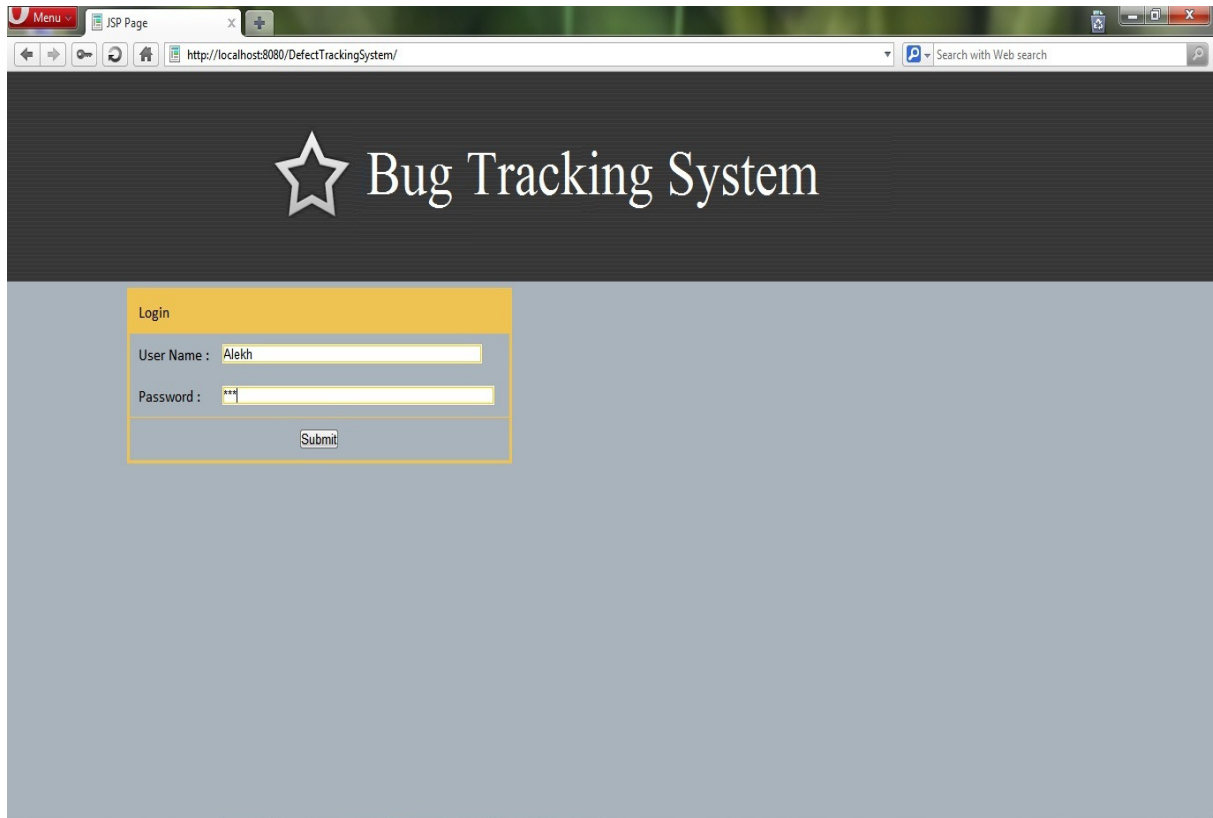 Menu
JSP Page
http://localhost:8080/DefectTrackingSystem/
Search with Web search
Bug Tracking System
Login
User Name : Alekh
Password : ***
Submit